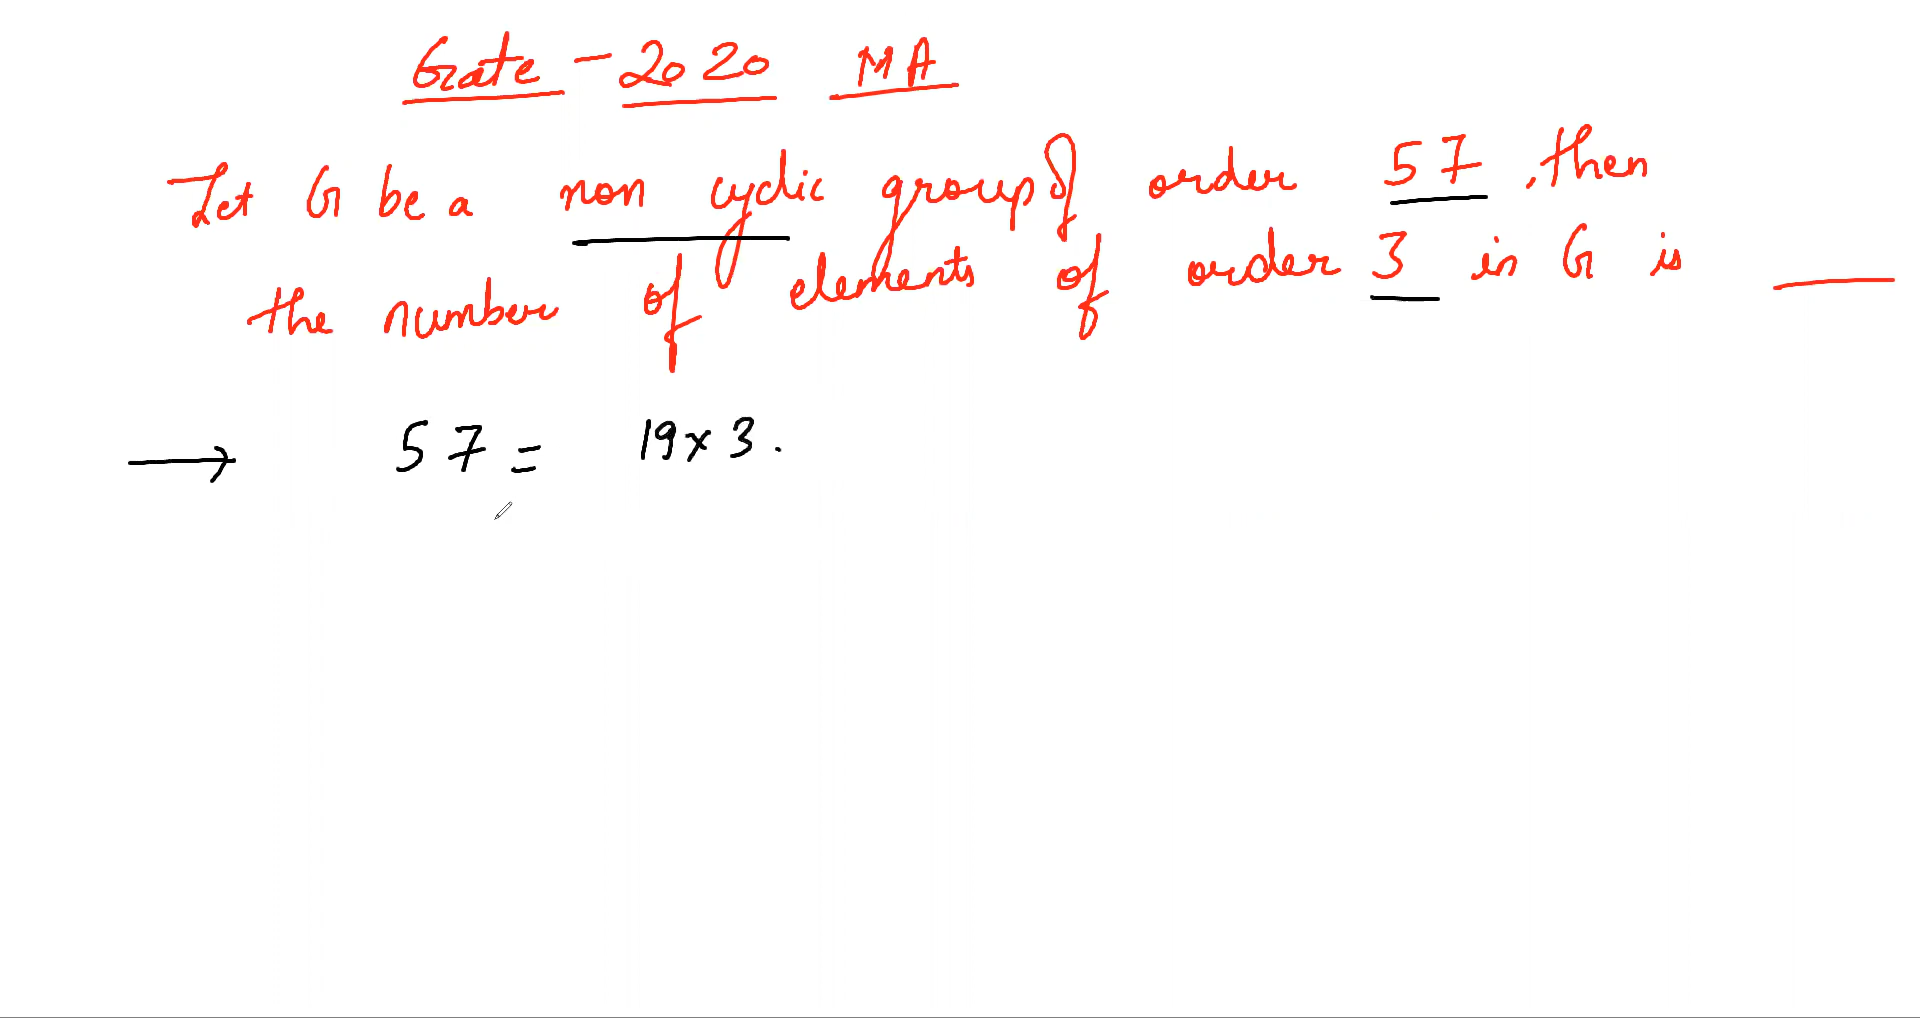 Gate - 2020 MA
Let G be a non cyclic group of order 57, then
the number of elements of order 3 in G is ____
→ 57 = 19 × 3.